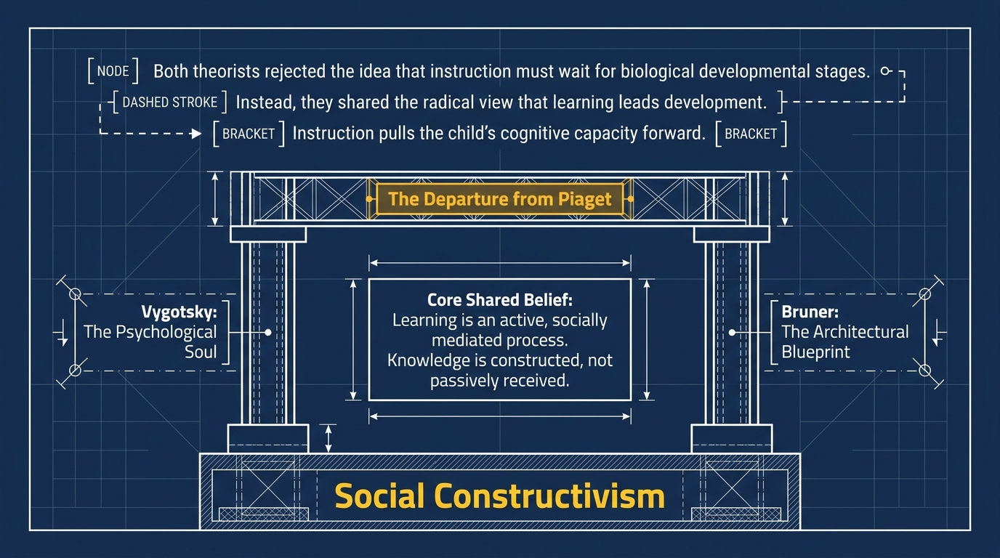 [NODE] Both theorists rejected the idea that instruction must wait for biological developmental stages.
[DASHED STROKE] Instead, they shared the radical view that learning leads development. ]
[BRACKET] Instruction pulls the child's cognitive capacity forward. [BRACKET]
The Departure from Piaget
Vygotsky:
The Psychological
Soul
Core Shared Belief:
Learning is an active, socially
mediated process.
Knowledge is constructed, not
passively received.
Bruner:
The Architectural
Blueprint
Social Constructivism